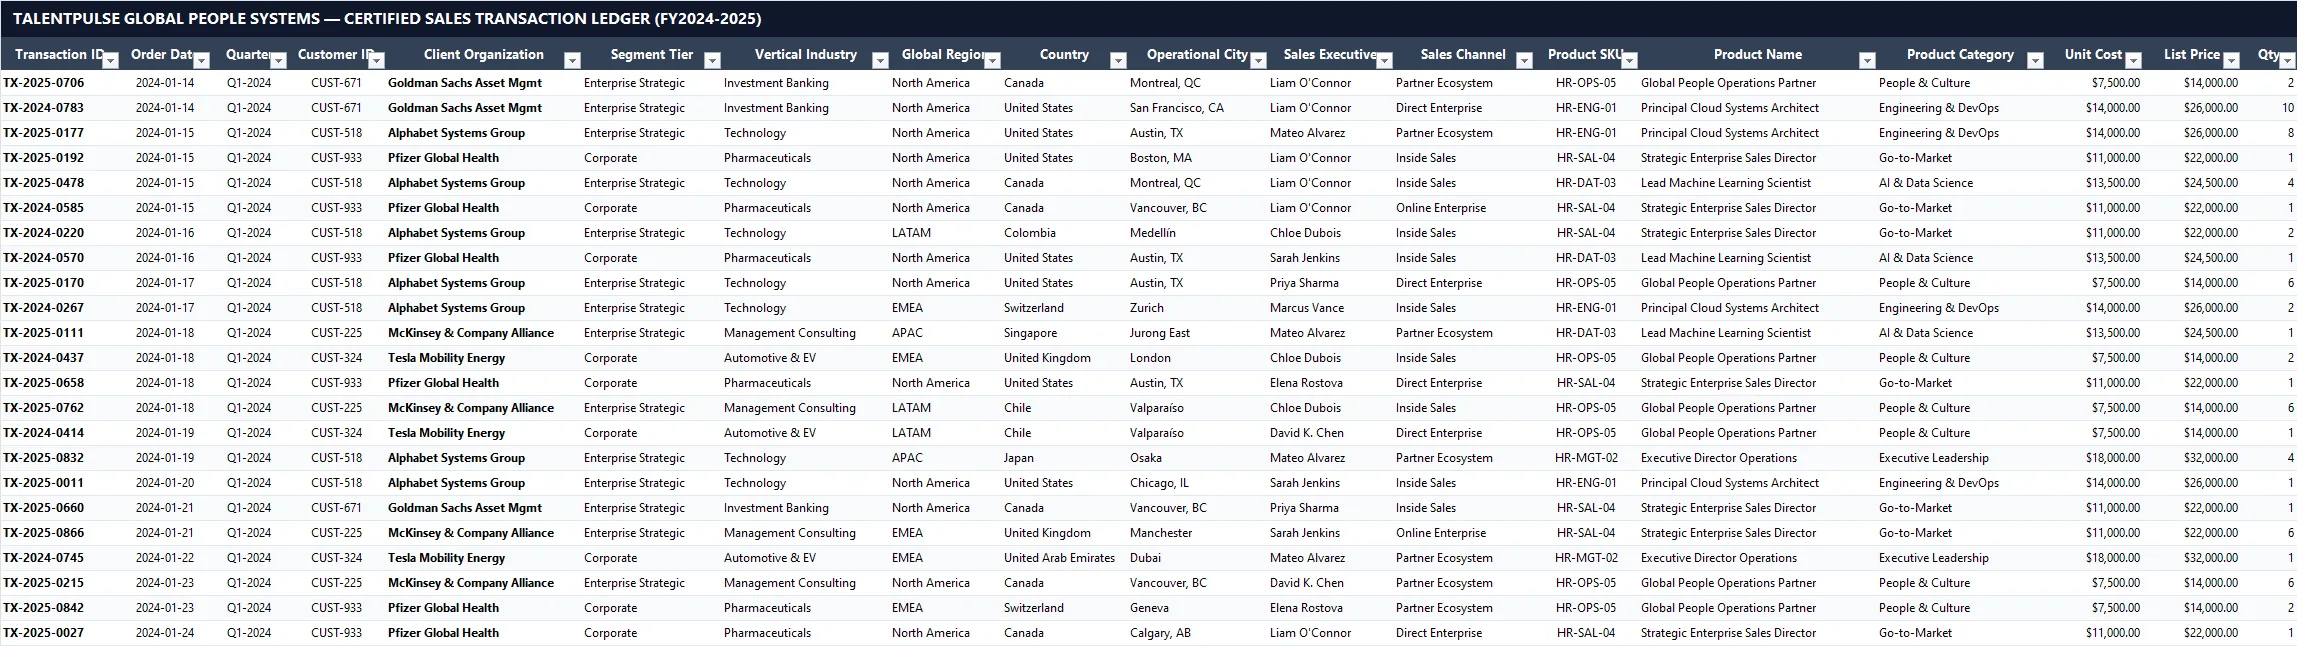 TALENTPULSE GLOBAL PEOPLE SYSTEMS — CERTIFIED SALES TRANSACTION LEDGER (FY2024-2025)
Transaction ID Order Dat Quarter Customer ID Client Organization Segment Tier Vertical Industry Global Region Country Operational City Sales Executive Sales Channel Product SKU Product Name Product Category Unit Cost List Price Qty
TX-2025-0706 2024-01-14 Q1-2024 CUST-671 Goldman Sachs Asset Mgmt Enterprise Strategic Investment Banking North America Canada Montreal, QC Liam O'Connor Partner Ecosystem HR-OPS-05 Global People Operations Partner People & Culture $7,500.00 $14,000.00 2
TX-2024-0783 2024-01-14 Q1-2024 CUST-671 Goldman Sachs Asset Mgmt Enterprise Strategic Investment Banking North America United States San Francisco, CA Liam O'Connor Direct Enterprise HR-ENG-01 Principal Cloud Systems Architect Engineering & DevOps $14,000.00 $26,000.00 10
TX-2025-0177 2024-01-15 Q1-2024 CUST-518 Alphabet Systems Group Enterprise Strategic Technology North America United States Austin, TX Mateo Alvarez Partner Ecosystem HR-ENG-01 Principal Cloud Systems Architect Engineering & DevOps $14,000.00 $26,000.00 8
TX-2025-0192 2024-01-15 Q1-2024 CUST-933 Pfizer Global Health Corporate Pharmaceuticals North America United States Boston, MA Liam O'Connor Inside Sales HR-SAL-04 Strategic Enterprise Sales Director Go-to-Market $11,000.00 $22,000.00 1
TX-2025-0478 2024-01-15 Q1-2024 CUST-518 Alphabet Systems Group Enterprise Strategic Technology North America Canada Montreal, QC Liam O'Connor Inside Sales HR-DAT-03 Lead Machine Learning Scientist AI & Data Science $13,500.00 $24,500.00 4
TX-2024-0585 2024-01-15 Q1-2024 CUST-933 Pfizer Global Health Corporate Pharmaceuticals North America Canada Vancouver, BC Liam O'Connor Online Enterprise HR-SAL-04 Strategic Enterprise Sales Director Go-to-Market $11,000.00 $22,000.00 1
TX-2024-0220 2024-01-16 Q1-2024 CUST-518 Alphabet Systems Group Enterprise Strategic Technology LATAM Colombia Medellín Chloe Dubois Inside Sales HR-SAL-04 Strategic Enterprise Sales Director Go-to-Market $11,000.00 $22,000.00 2
TX-2024-0570 2024-01-16 Q1-2024 CUST-933 Pfizer Global Health Corporate Pharmaceuticals North America United States Austin, TX Sarah Jenkins Inside Sales HR-DAT-03 Lead Machine Learning Scientist AI & Data Science $13,500.00 $24,500.00 1
TX-2025-0170 2024-01-17 Q1-2024 CUST-518 Alphabet Systems Group Enterprise Strategic Technology North America United States Austin, TX Priya Sharma Direct Enterprise HR-OPS-05 Global People Operations Partner People & Culture $7,500.00 $14,000.00 6
TX-2024-0267 2024-01-17 Q1-2024 CUST-518 Alphabet Systems Group Enterprise Strategic Technology EMEA Switzerland Zurich Marcus Vance Inside Sales HR-ENG-01 Principal Cloud Systems Architect Engineering & DevOps $14,000.00 $26,000.00 2
TX-2025-0111 2024-01-18 Q1-2024 CUST-225 McKinsey & Company Alliance Enterprise Strategic Management Consulting APAC Singapore Jurong East Mateo Alvarez Partner Ecosystem HR-DAT-03 Lead Machine Learning Scientist AI & Data Science $13,500.00 $24,500.00 1
TX-2024-0437 2024-01-18 Q1-2024 CUST-324 Tesla Mobility Energy Corporate Automotive & EV EMEA United Kingdom London Chloe Dubois Inside Sales HR-OPS-05 Global People Operations Partner People & Culture $7,500.00 $14,000.00 2
TX-2025-0658 2024-01-18 Q1-2024 CUST-933 Pfizer Global Health Corporate Pharmaceuticals North America United States Austin, TX Elena Rostova Direct Enterprise HR-SAL-04 Strategic Enterprise Sales Director Go-to-Market $11,000.00 $22,000.00 1
TX-2025-0762 2024-01-18 Q1-2024 CUST-225 McKinsey & Company Alliance Enterprise Strategic Management Consulting LATAM Chile Valparaíso Chloe Dubois Inside Sales HR-OPS-05 Global People Operations Partner People & Culture $7,500.00 $14,000.00 6
TX-2024-0414 2024-01-19 Q1-2024 CUST-324 Tesla Mobility Energy Corporate Automotive & EV LATAM Chile Valparaíso David K. Chen Direct Enterprise HR-OPS-05 Global People Operations Partner People & Culture $7,500.00 $14,000.00 1
TX-2025-0832 2024-01-19 Q1-2024 CUST-518 Alphabet Systems Group Enterprise Strategic Technology APAC Japan Osaka Mateo Alvarez Partner Ecosystem HR-MGT-02 Executive Director Operations Executive Leadership $18,000.00 $32,000.00 4
TX-2025-0011 2024-01-20 Q1-2024 CUST-518 Alphabet Systems Group Enterprise Strategic Technology North America United States Chicago, IL Sarah Jenkins Inside Sales HR-ENG-01 Principal Cloud Systems Architect Engineering & DevOps $14,000.00 $26,000.00 1
TX-2025-0660 2024-01-21 Q1-2024 CUST-671 Goldman Sachs Asset Mgmt Enterprise Strategic Investment Banking North America Canada Vancouver, BC Priya Sharma Inside Sales HR-SAL-04 Strategic Enterprise Sales Director Go-to-Market $11,000.00 $22,000.00 1
TX-2025-0866 2024-01-21 Q1-2024 CUST-225 McKinsey & Company Alliance Enterprise Strategic Management Consulting EMEA United Kingdom Manchester Sarah Jenkins Online Enterprise HR-SAL-04 Strategic Enterprise Sales Director Go-to-Market $11,000.00 $22,000.00 6
TX-2024-0745 2024-01-22 Q1-2024 CUST-324 Tesla Mobility Energy Corporate Automotive & EV EMEA United Arab Emirates Dubai Mateo Alvarez Partner Ecosystem HR-MGT-02 Executive Director Operations Executive Leadership $18,000.00 $32,000.00 1
TX-2025-0215 2024-01-23 Q1-2024 CUST-225 McKinsey & Company Alliance Enterprise Strategic Management Consulting North America Canada Vancouver, BC David K. Chen Partner Ecosystem HR-OPS-05 Global People Operations Partner People & Culture $7,500.00 $14,000.00 6
TX-2025-0842 2024-01-23 Q1-2024 CUST-933 Pfizer Global Health Corporate Pharmaceuticals EMEA Switzerland Geneva Elena Rostova Partner Ecosystem HR-OPS-05 Global People Operations Partner People & Culture $7,500.00 $14,000.00 2
TX-2025-0027 2024-01-24 Q1-2024 CUST-933 Pfizer Global Health Corporate Pharmaceuticals North America Canada Calgary, AB Liam O'Connor Direct Enterprise HR-SAL-04 Strategic Enterprise Sales Director Go-to-Market $11,000.00 $22,000.00 1